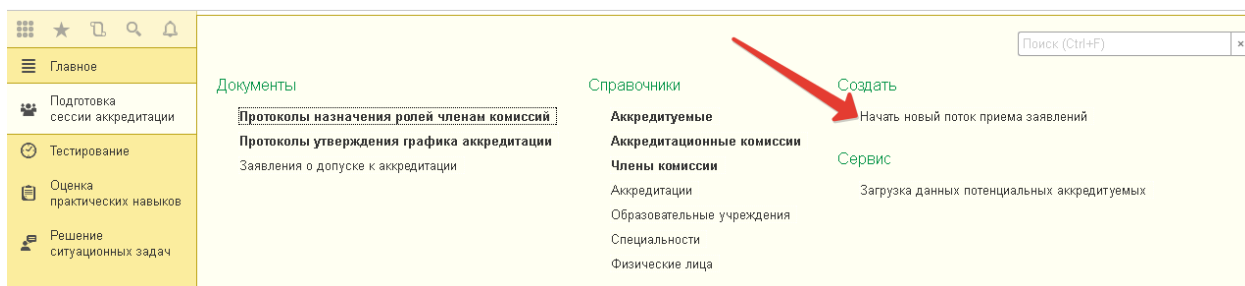 Поиск (Ctrl+F)
×
Главное
Подготовка
сессии аккредитации
Тестирование
Оценка
практических навыков
Решение
ситуационных задач
Документы
Протоколы назначения ролей членам комиссий
Протоколы утверждения графика аккредитации
Заявления о допуске к аккредитации
Справочники
Аккредитуемые
Аккредитационные комиссии
Члены комиссии
Аккредитации
Образовательные учреждения
Специальности
Физические лица
Создать
Начать новый поток приема заявлений
Сервис
Загрузка данных потенциальных аккредитуемых